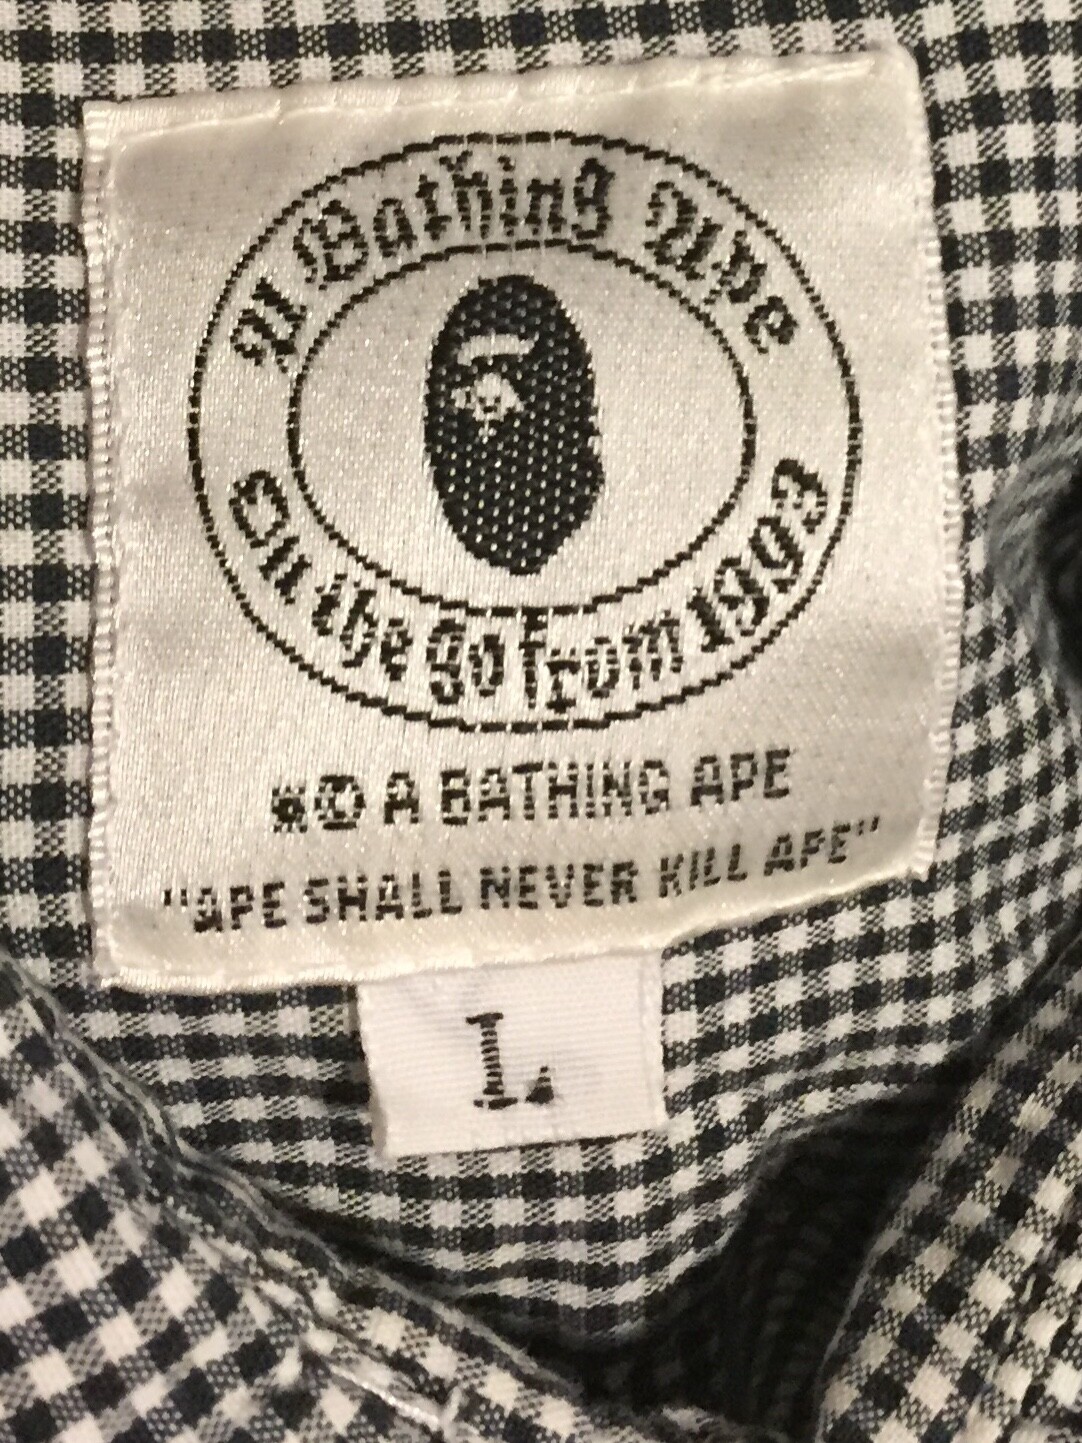 A Bathing Ape
On the go from 1993
© A BATHING APE
"APE SHALL NEVER KILL APE"
L.